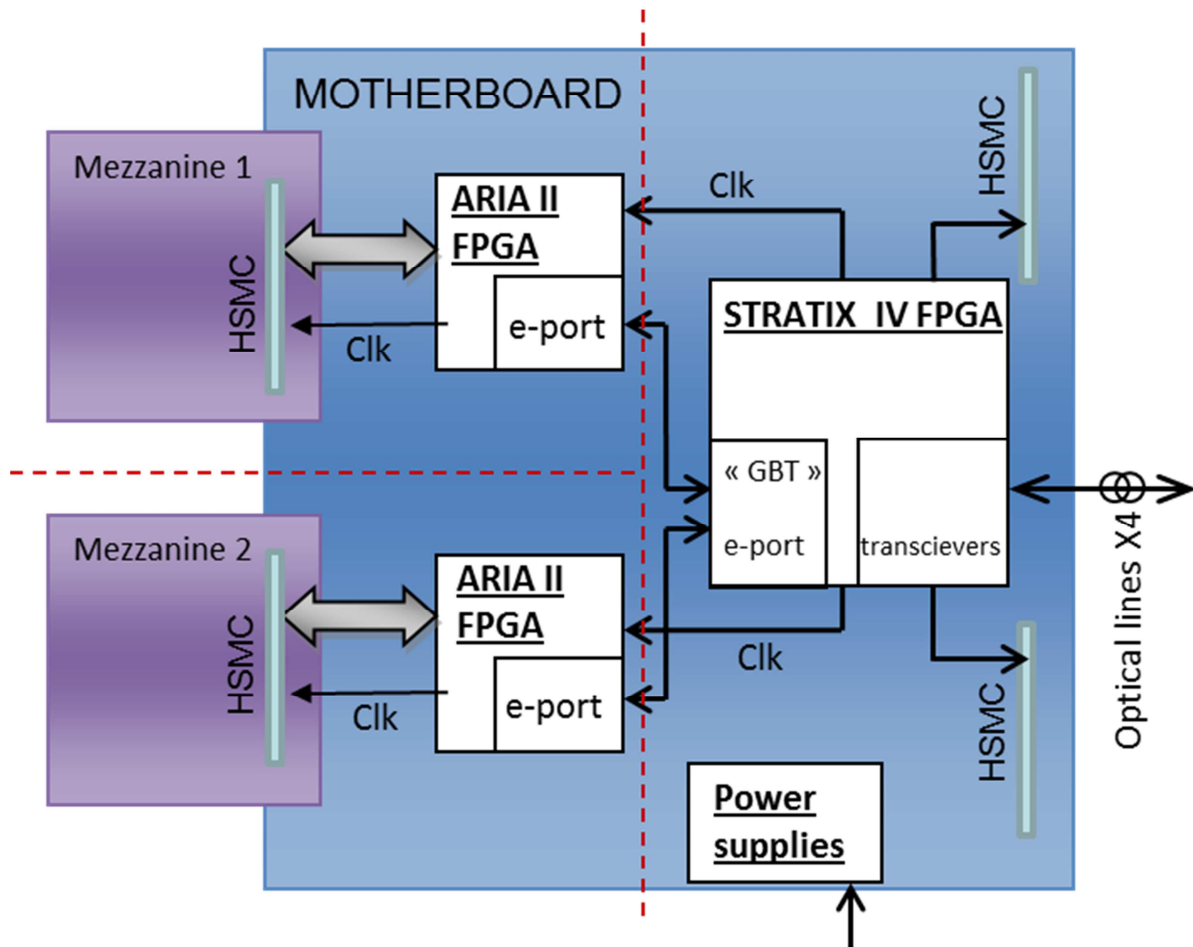 MOTHERBOARD
Mezzanine 1
HSMC
Clk
ARIA II
FPGA
e-port
Clk
HSMC
STRATIX IV FPGA
« GBT »
e-port
transcievers
Optical lines X4
Mezzanine 2
HSMC
Clk
ARIA II
FPGA
e-port
Clk
HSMC
Power
supplies